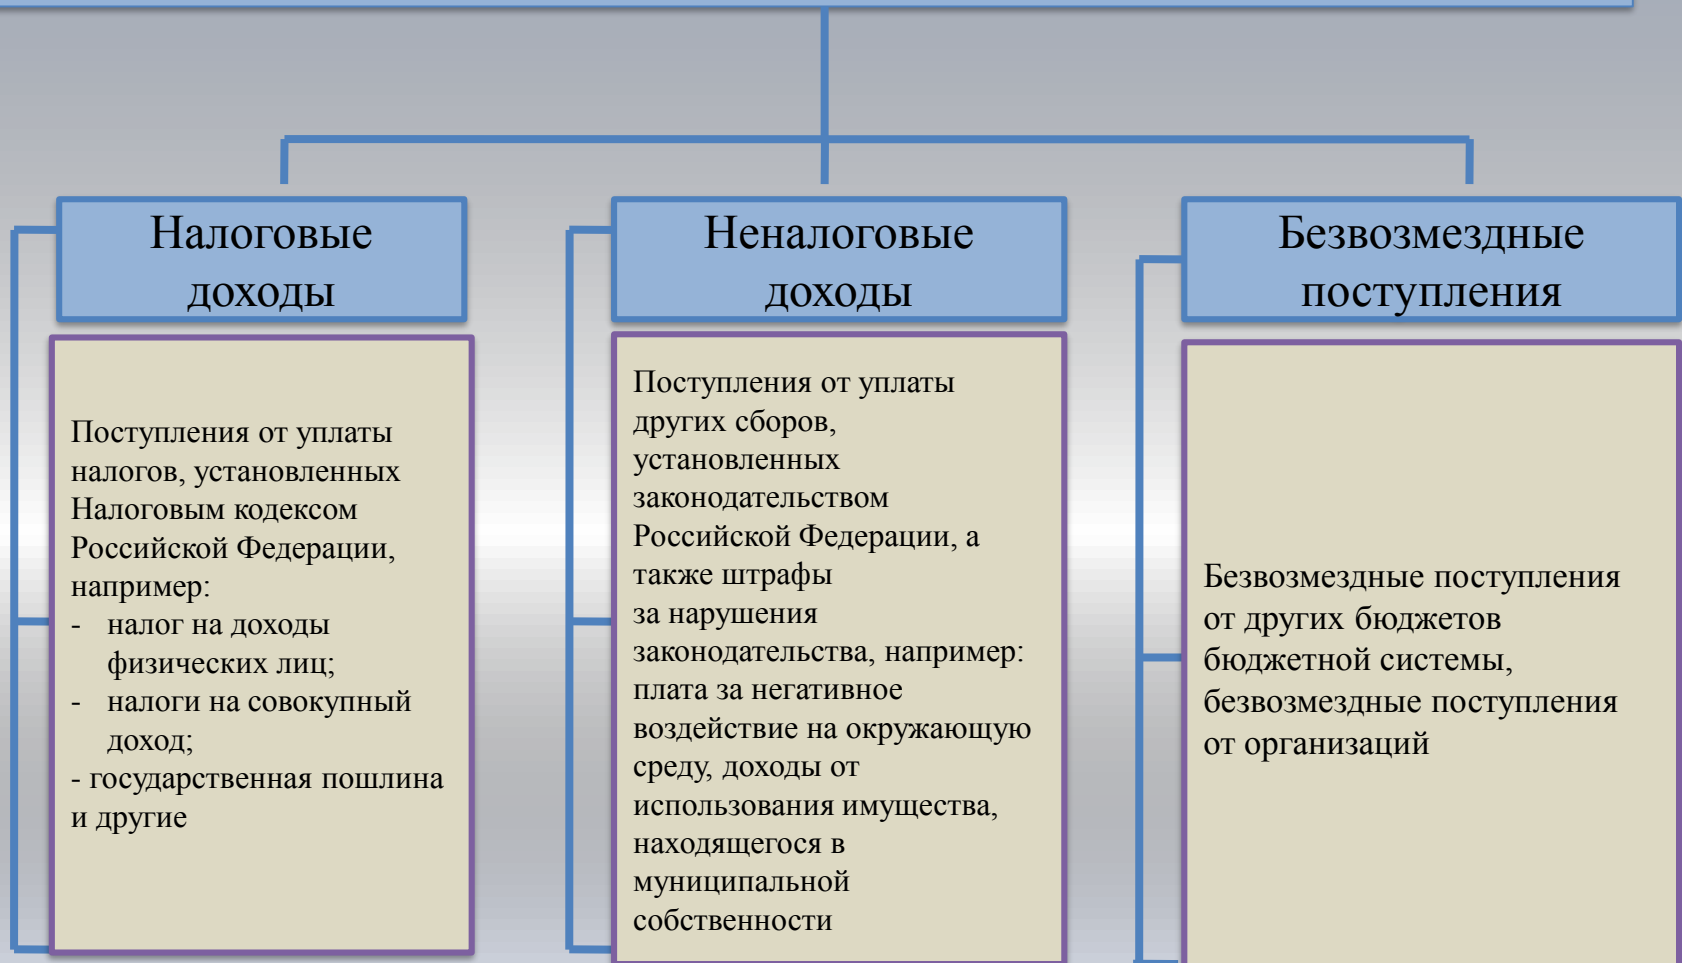 Налоговые
доходы
Поступления от уплаты
налогов, установленных
Налоговым кодексом
Российской Федерации,
например:
- налог на доходы
физических лиц;
- налоги на совокупный
доход;
- государственная пошлина
и другие
Неналоговые
доходы
Поступления от уплаты
других сборов,
установленных
законодательством
Российской Федерации, а
также штрафы
за нарушения
законодательства, например:
плата за негативное
воздействие на окружающую
среду, доходы от
использования имущества,
находящегося в
муниципальной
собственности
Безвозмездные
поступления
Безвозмездные поступления
от других бюджетов
бюджетной системы,
безвозмездные поступления
от организаций